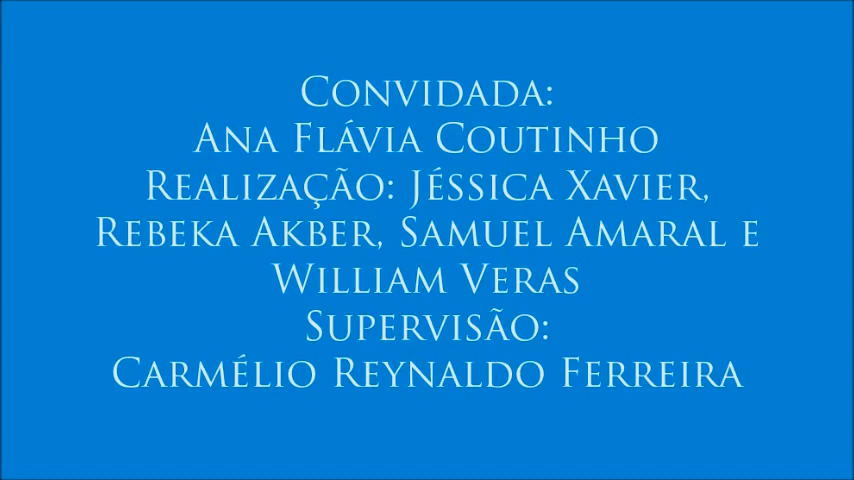 Convidada:
Ana Flávia Coutinho
Realização: Jéssica Xavier,
Rebeka Akber, Samuel Amaral e
William Veras
Supervisão:
Carmélio Reynaldo Ferreira